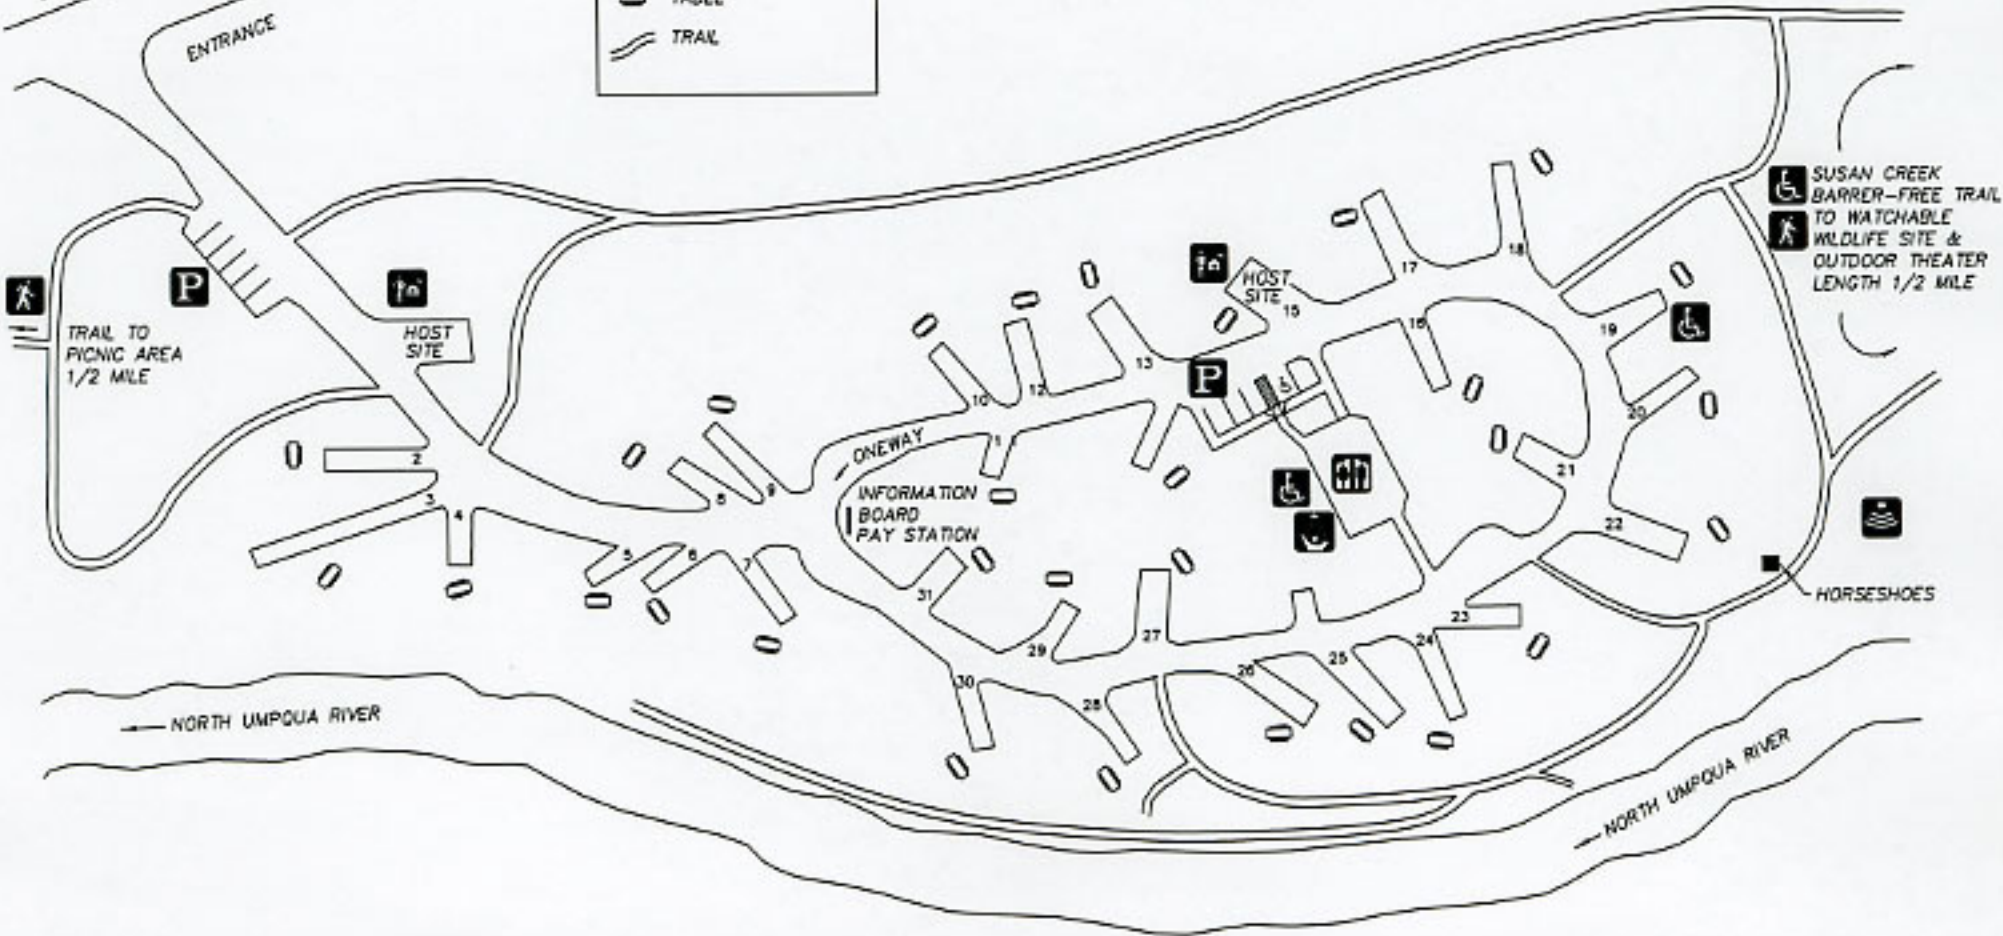 TABLE
TRAIL
ENTRANCE
P
HOST
SITE
TRAIL TO
PICNIC AREA
1/2 MILE
2
3
4
5
6
7
8
9
ONEWAY
INFORMATION
BOARD
PAY STATION
10
12
13
P
HOST
SITE
15
16
17
18
19
20
21
22
23
24
25
26
27
28
29
30
31
SUSAN CREEK
BARRER-FREE TRAIL
TO WATCHABLE
WILDLIFE SITE &
OUTDOOR THEATER
LENGTH 1/2 MILE
HORSESHOES
NORTH UMPQUA RIVER
NORTH UMPQUA RIVER